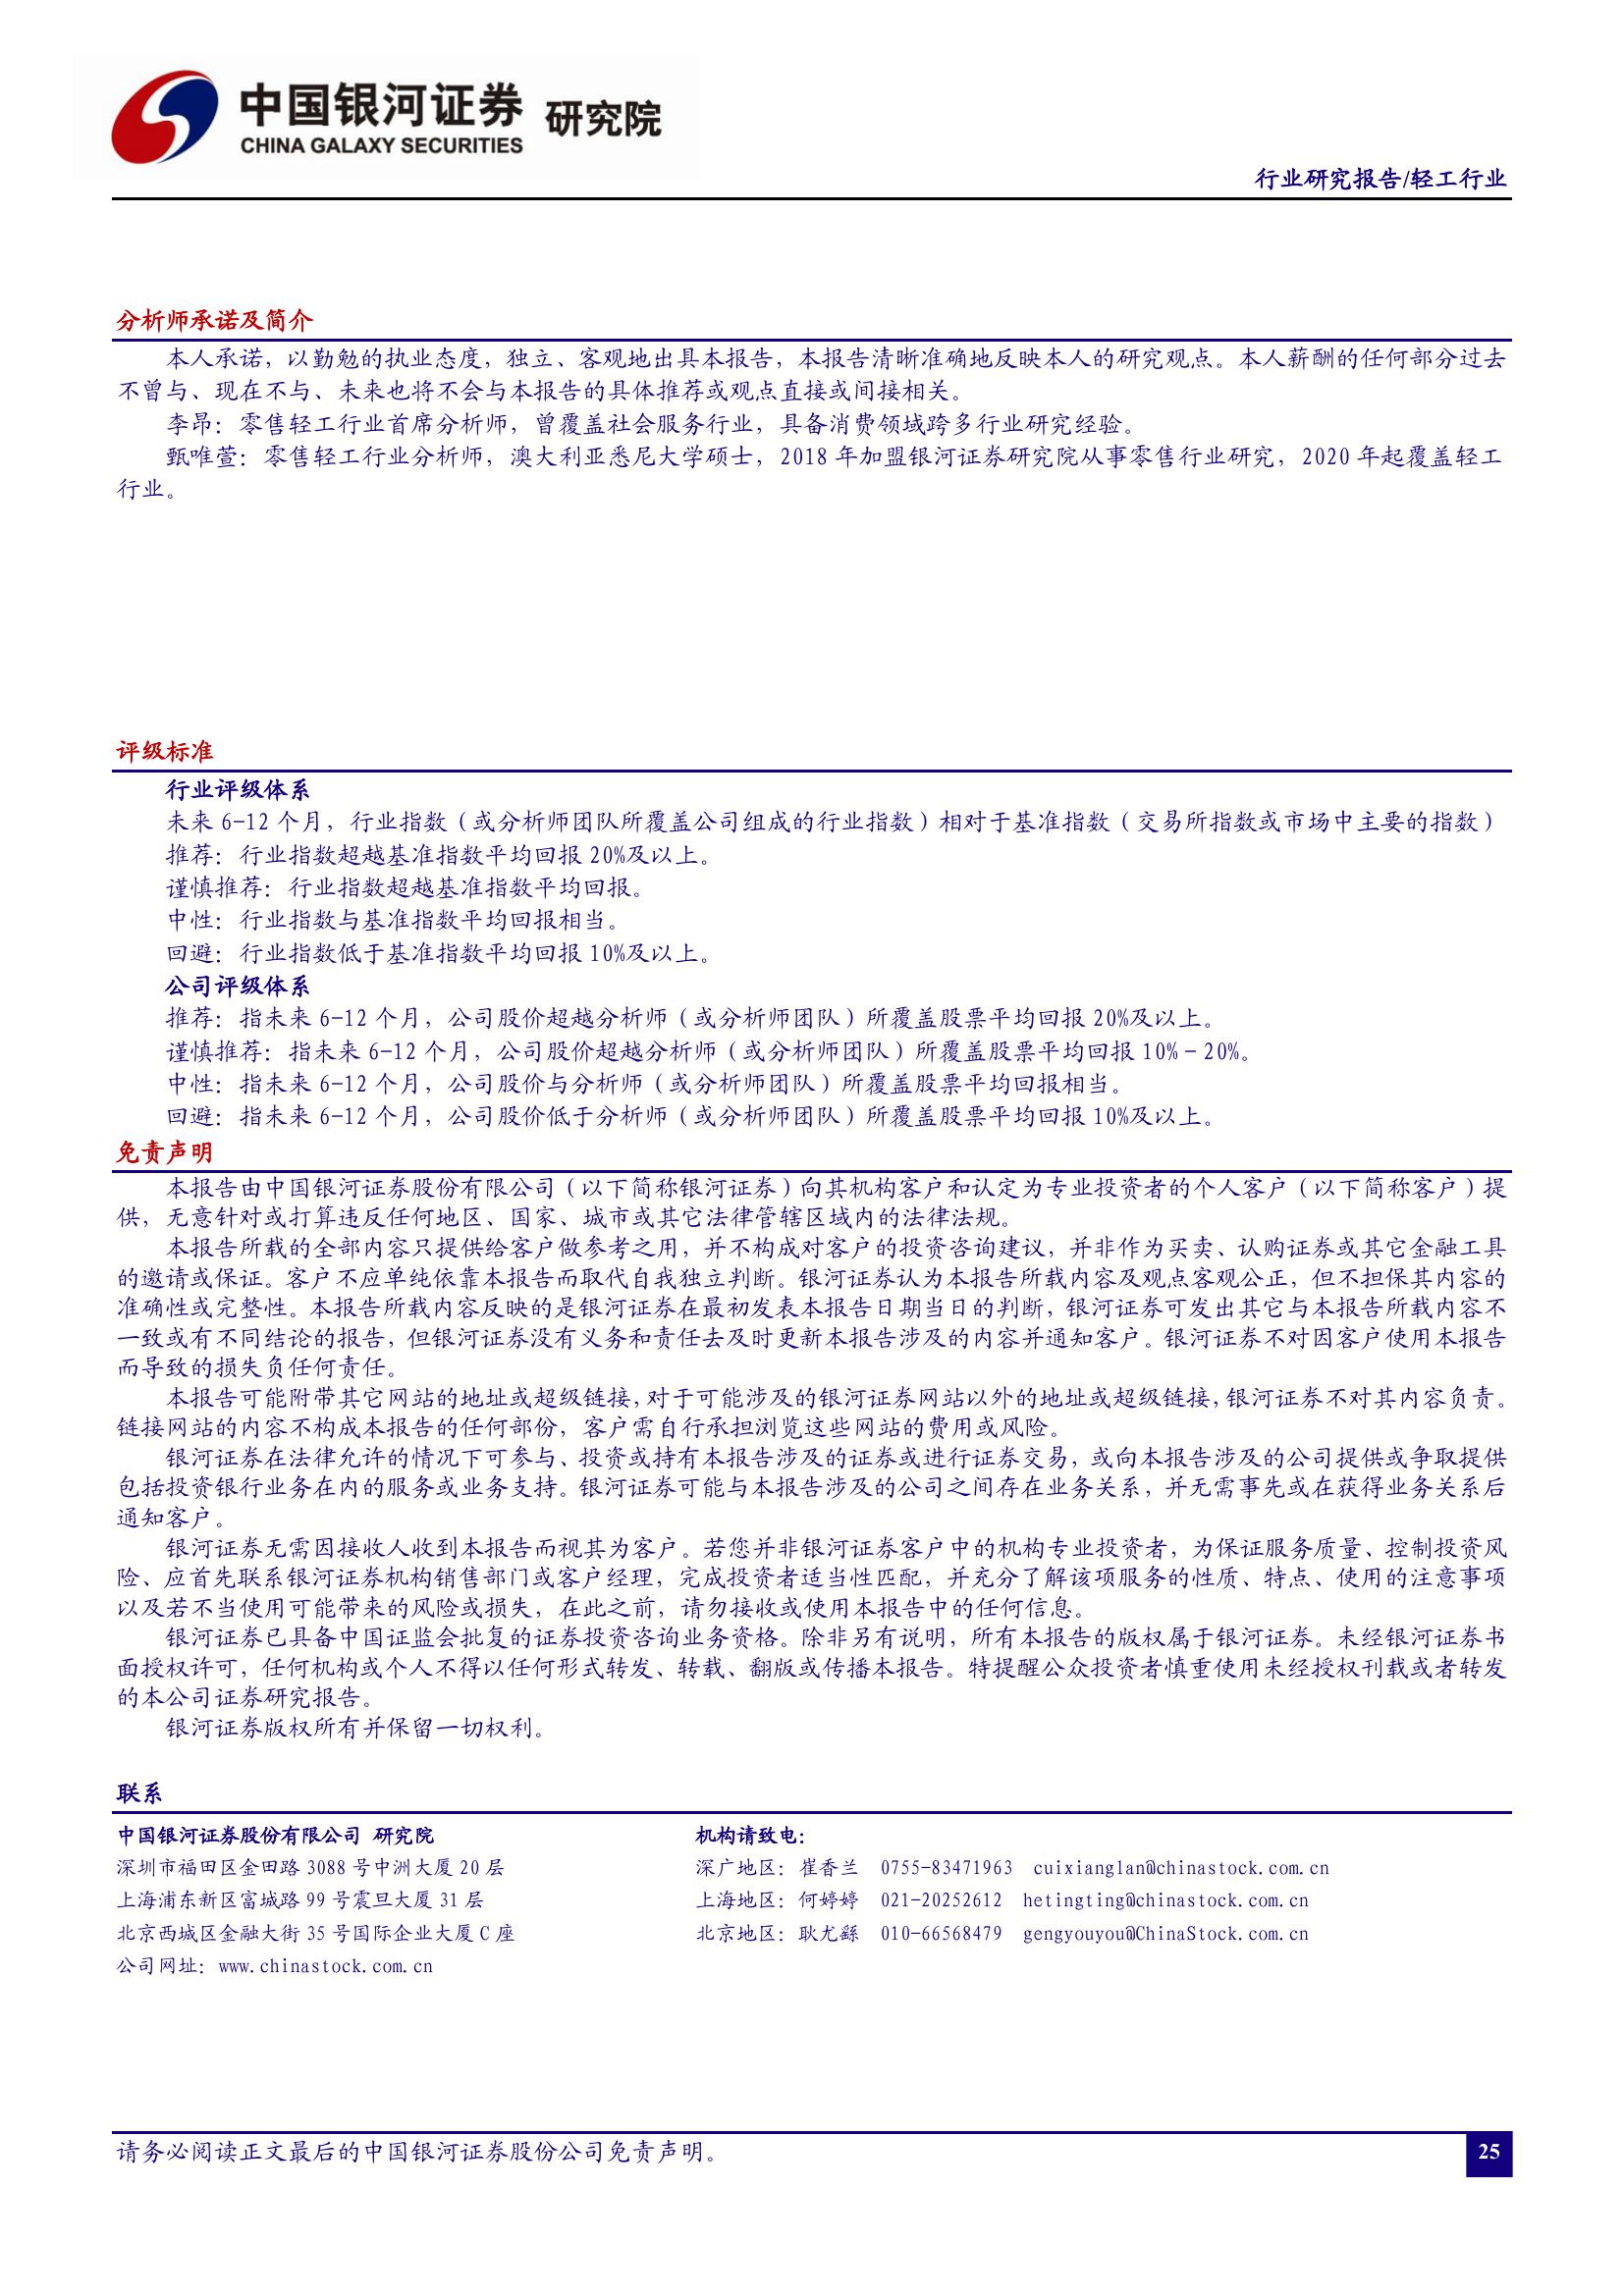 中国银河证券 研究院
CHINA GALAXY SECURITIES
行业研究报告/轻工行业
分析师承诺及简介
本人承诺，以勤勉的执业态度，独立、客观地出具本报告，本报告清晰准确地反映本人的研究观点。本人薪酬的任何部分过去
不曾与、现在不与、未来也将不会与本报告的具体推荐或观点直接或间接相关。
李昂：零售轻工行业首席分析师，曾覆盖社会服务行业，具备消费领域跨多行业研究经验。
甄唯萱：零售轻工行业分析师，澳大利亚悉尼大学硕士，2018 年加盟银河证券研究院从事零售行业研究，2020 年起覆盖轻工
行业。
评级标准
行业评级体系
未来 6-12 个月，行业指数（或分析师团队所覆盖公司组成的行业指数）相对于基准指数（交易所指数或市场中主要的指数）
推荐：行业指数超越基准指数平均回报 20%及以上。
谨慎推荐：行业指数超越基准指数平均回报。
中性：行业指数与基准指数平均回报相当。
回避：行业指数低于基准指数平均回报 10%及以上。
公司评级体系
推荐：指未来 6-12 个月，公司股价超越分析师（或分析师团队）所覆盖股票平均回报 20%及以上。
谨慎推荐：指未来 6-12 个月，公司股价超越分析师（或分析师团队）所覆盖股票平均回报 10%－20%。
中性：指未来 6-12 个月，公司股价与分析师（或分析师团队）所覆盖股票平均回报相当。
回避：指未来 6-12 个月，公司股价低于分析师（或分析师团队）所覆盖股票平均回报 10%及以上。
免责声明
本报告由中国银河证券股份有限公司（以下简称银河证券）向其机构客户和认定为专业投资者的个人客户（以下简称客户）提
供，无意针对或打算违反任何地区、国家、城市或其它法律管辖区域内的法律法规。
本报告所载的全部内容只提供给客户做参考之用，并不构成对客户的投资咨询建议，并非作为买卖、认购证券或其它金融工具
的邀请或保证。客户不应单纯依靠本报告而取代自我独立判断。银河证券认为本报告所载内容及观点客观公正，但不担保其内容的
准确性或完整性。本报告所载内容反映的是银河证券在最初发表本报告日期当日的判断，银河证券可发出其它与本报告所载内容不
一致或有不同结论的报告，但银河证券没有义务和责任去及时更新本报告涉及的内容并通知客户。银河证券不对因客户使用本报告
而导致的损失负任何责任。
本报告可能附带其它网站的地址或超级链接，对于可能涉及的银河证券网站以外的地址或超级链接，银河证券不对其内容负责。
链接网站的内容不构成本报告的任何部份，客户需自行承担浏览这些网站的费用或风险。
银河证券在法律允许的情况下可参与、投资或持有本报告涉及的证券或进行证券交易，或向本报告涉及的公司提供或争取提供
包括投资银行业务在内的服务或业务支持。银河证券可能与本报告涉及的公司之间存在业务关系，并无需事先或在获得业务关系后
通知客户。
银河证券无需因接收人收到本报告而视其为客户。若您并非银河证券客户中的机构专业投资者，为保证服务质量、控制投资风
险、应首先联系银河证券机构销售部门或客户经理，完成投资者适当性匹配，并充分了解该项服务的性质、特点、使用的注意事项
以及若不当使用可能带来的风险或损失，在此之前，请勿接收或使用本报告中的任何信息。
银河证券已具备中国证监会批复的证券投资咨询业务资格。除非另有说明，所有本报告的版权属于银河证券。未经银河证券书
面授权许可，任何机构或个人不得以任何形式转发、转载、翻版或传播本报告。特提醒公众投资者慎重使用未经授权刊载或者转发
的本公司证券研究报告。
银河证券版权所有并保留一切权利。
联系
中国银河证券股份有限公司 研究院 机构请致电：
深圳市福田区金田路 3088 号中洲大厦 20 层 深广地区：崔香兰 0755-83471963 cuixianglan@chinastock.com.cn
上海浦东新区富城路 99 号震旦大厦 31 层 上海地区：何婷婷 021-20252612 hetingting@chinastock.com.cn
北京西城区金融大街 35 号国际企业大厦 C 座 北京地区：耿尤繇 010-66568479 gengyouyou@ChinaStock.com.cn
公司网址：www.chinastock.com.cn
请务必阅读正文最后的中国银河证券股份公司免责声明。
25